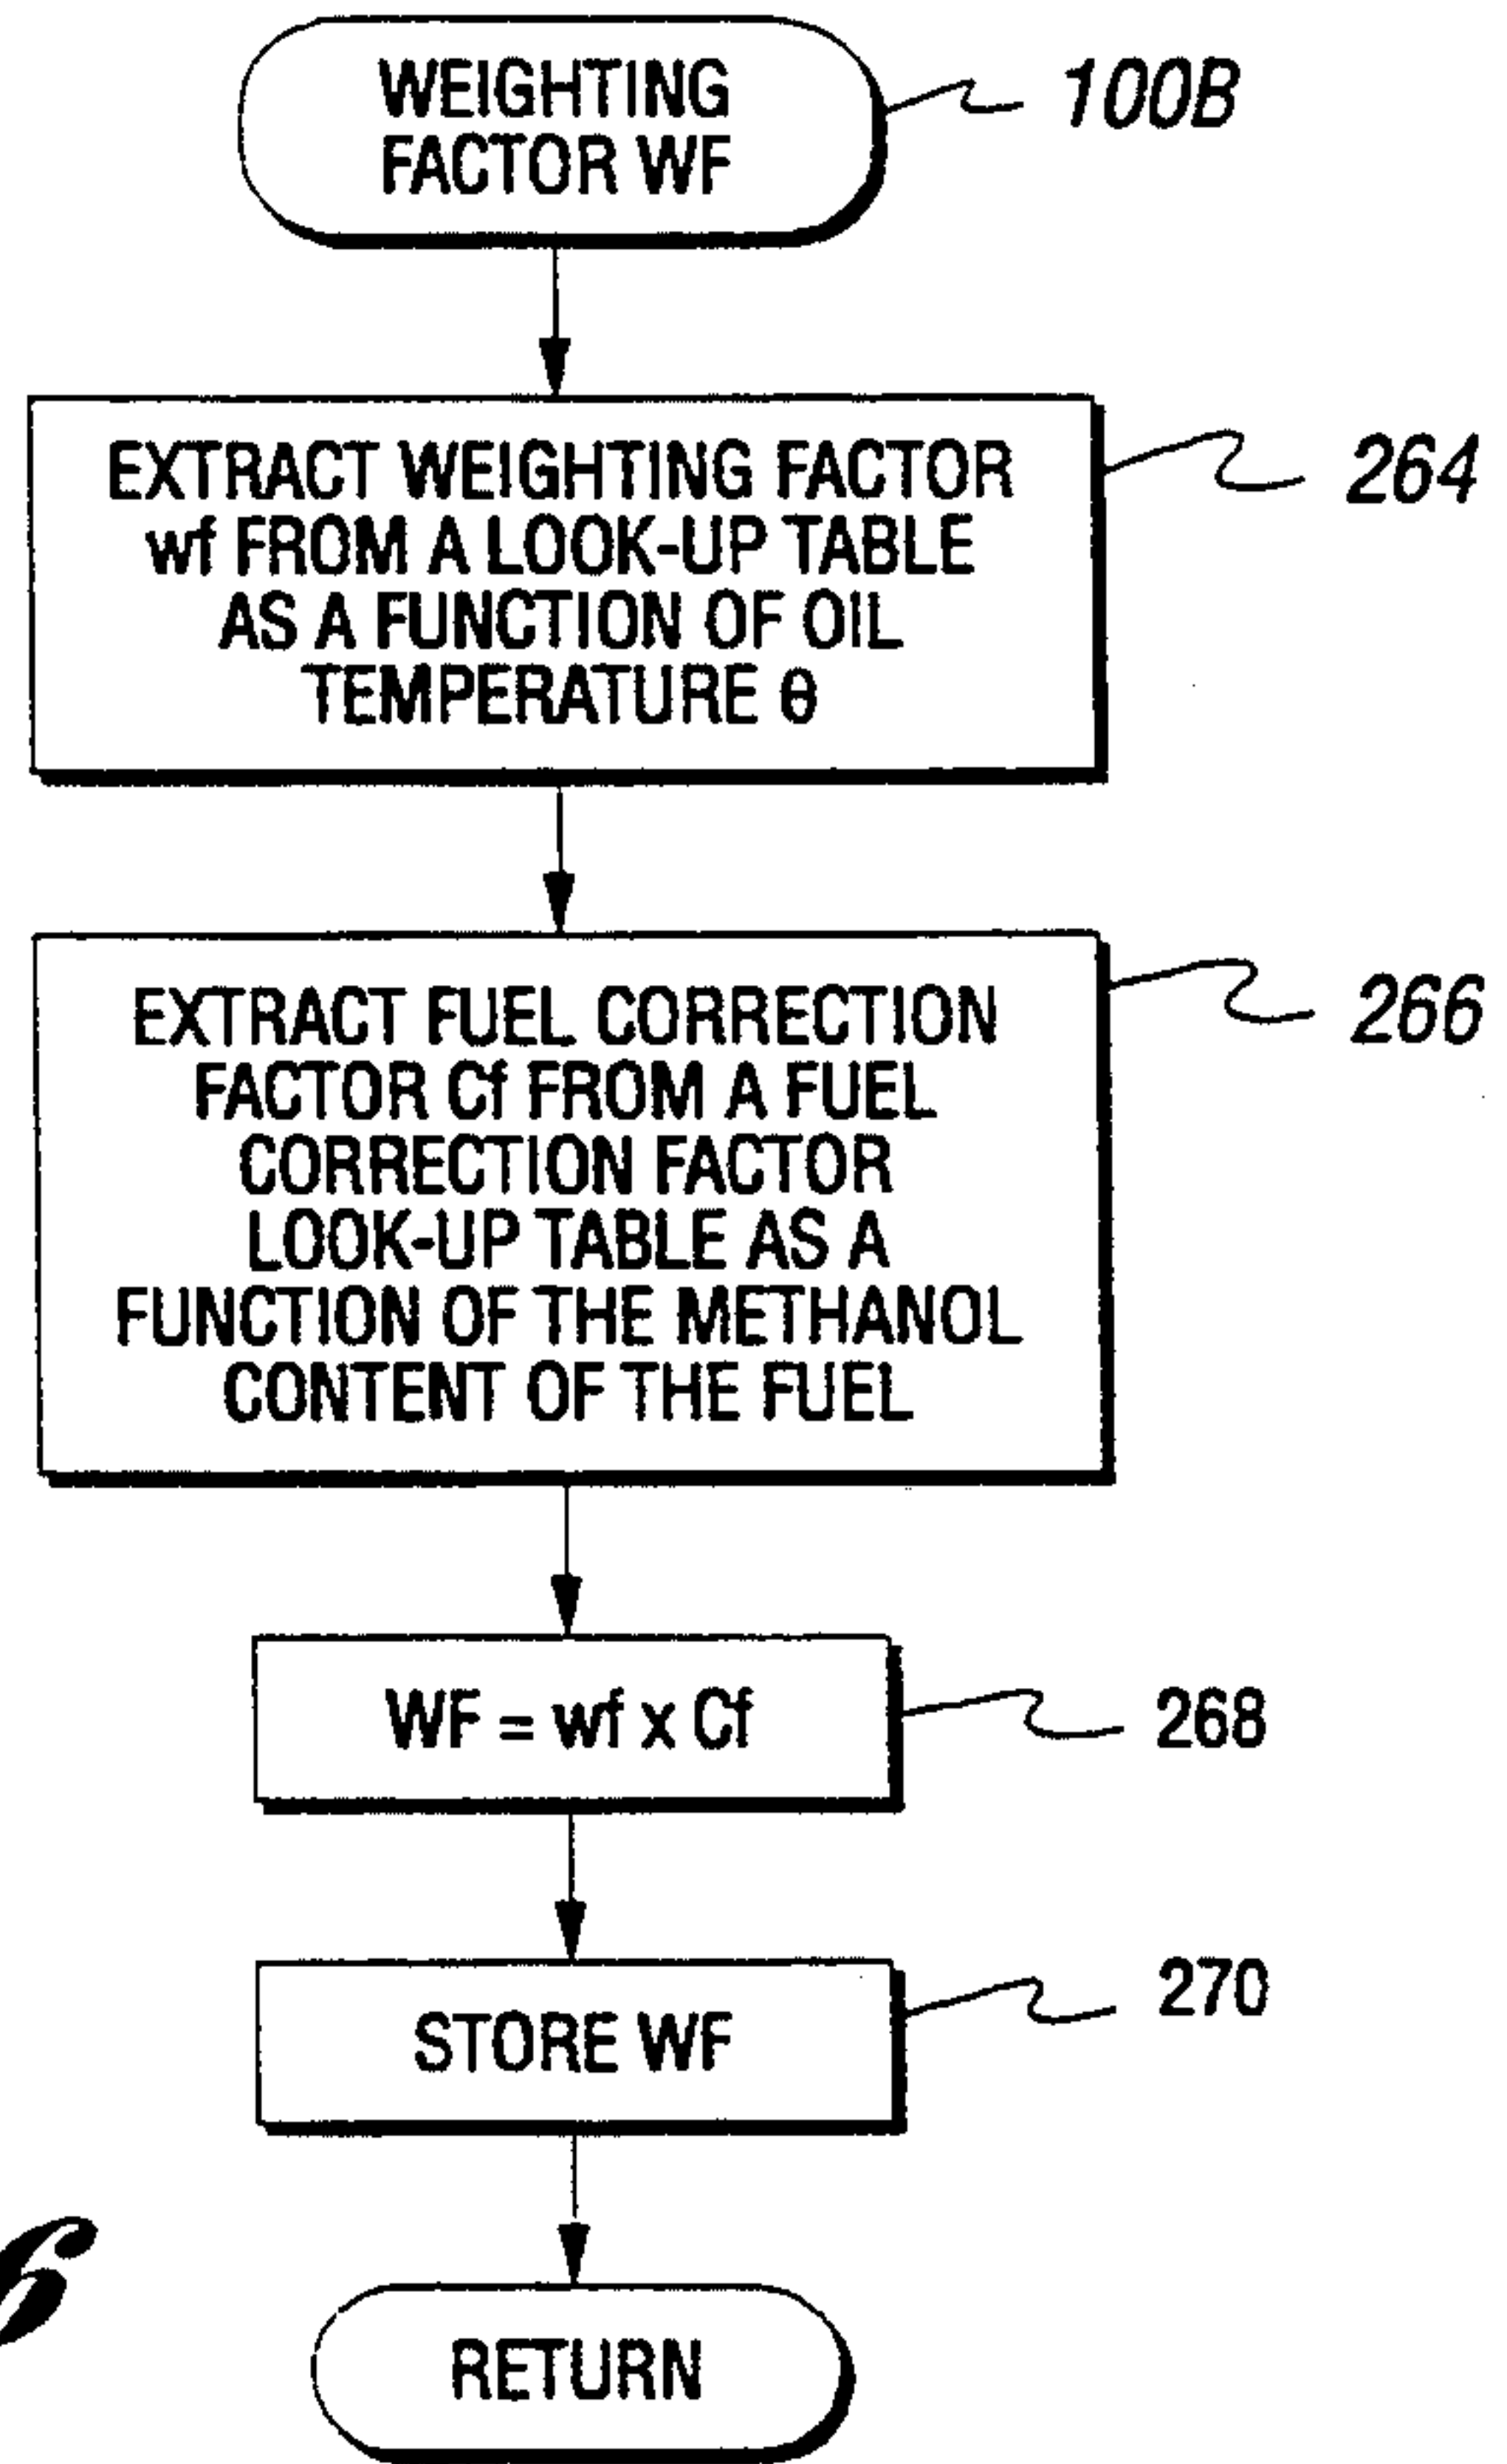 WEIGHTING
FACTOR WF
100B
EXTRACT WEIGHTING FACTOR
wf FROM A LOOK-UP TABLE
AS A FUNCTION OF OIL
TEMPERATURE θ
264
EXTRACT FUEL CORRECTION
FACTOR Cf FROM A FUEL
CORRECTION FACTOR
LOOK-UP TABLE AS A
FUNCTION OF THE METHANOL
CONTENT OF THE FUEL
266
WF = wf x Cf
268
STORE WF
270
6
RETURN